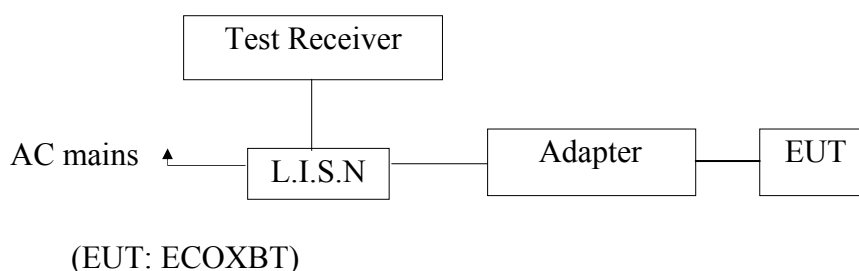 Test Receiver
AC mains
L.I.S.N
Adapter
EUT
(EUT: ECOXBT)